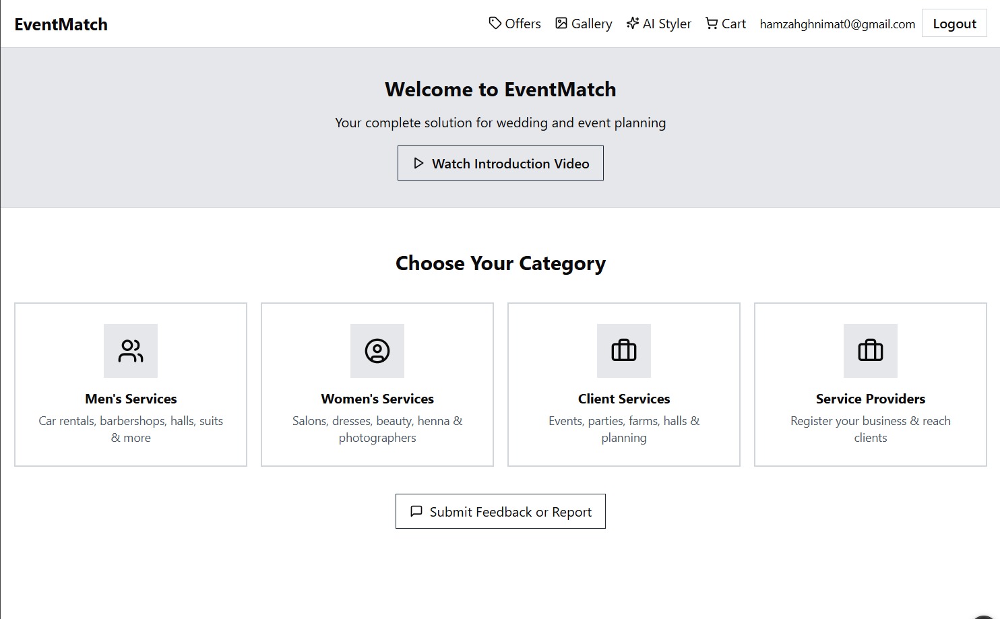 EventMatch
Offers
Gallery
AI Styler
Cart
hamzahghnimat0@gmail.com
Logout
Welcome to EventMatch
Your complete solution for wedding and event planning
Watch Introduction Video
Choose Your Category
Men's Services
Car rentals, barbershops, halls, suits
& more
Women's Services
Salons, dresses, beauty, henna &
photographers
Client Services
Events, parties, farms, halls &
planning
Service Providers
Register your business & reach
clients
Submit Feedback or Report